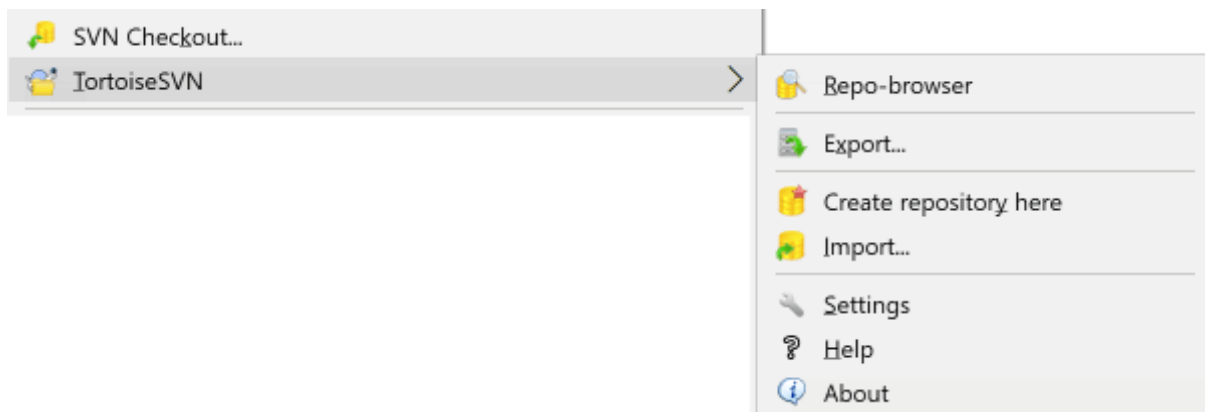 SVN Checkout...
TortoiseSVN
Repo-browser
Export...
Create repository here
Import...
Settings
Help
About